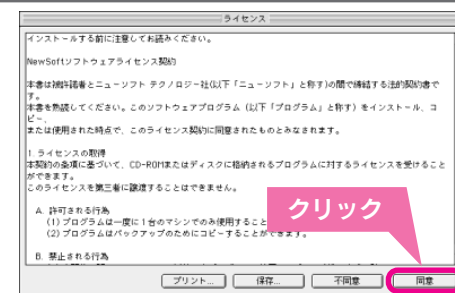 ライセンス
インストールする前に注意してお読みください。
NewSoftソフトウェアライセンス契約
本書は被許諾者とニューソフト テクノロジー社(以下「ニューソフト」と称す)の間で締結する法的契約書で
す。
本書を熟読してください。このソフトウェアプログラム (以下「プログラム」と称す) をインストール、コ
ピー、
または使用された時点で、このライセンス契約に同意されたものとみなされます。
1. ライセンスの取得
本契約の条項に基づいて、CD-ROMまたはディスクに格納されるプログラムに対するライセンスを受けること
ができます。
このライセンスを第三者に譲渡することはできません。
A. 許可される行為
(1) プログラムは一度に1台のマシンでのみ使用すること
(2) プログラムはバックアップのためにコピーすることができます。
クリック
B. 禁止される行為
プリント... 保存... 不同意 同意